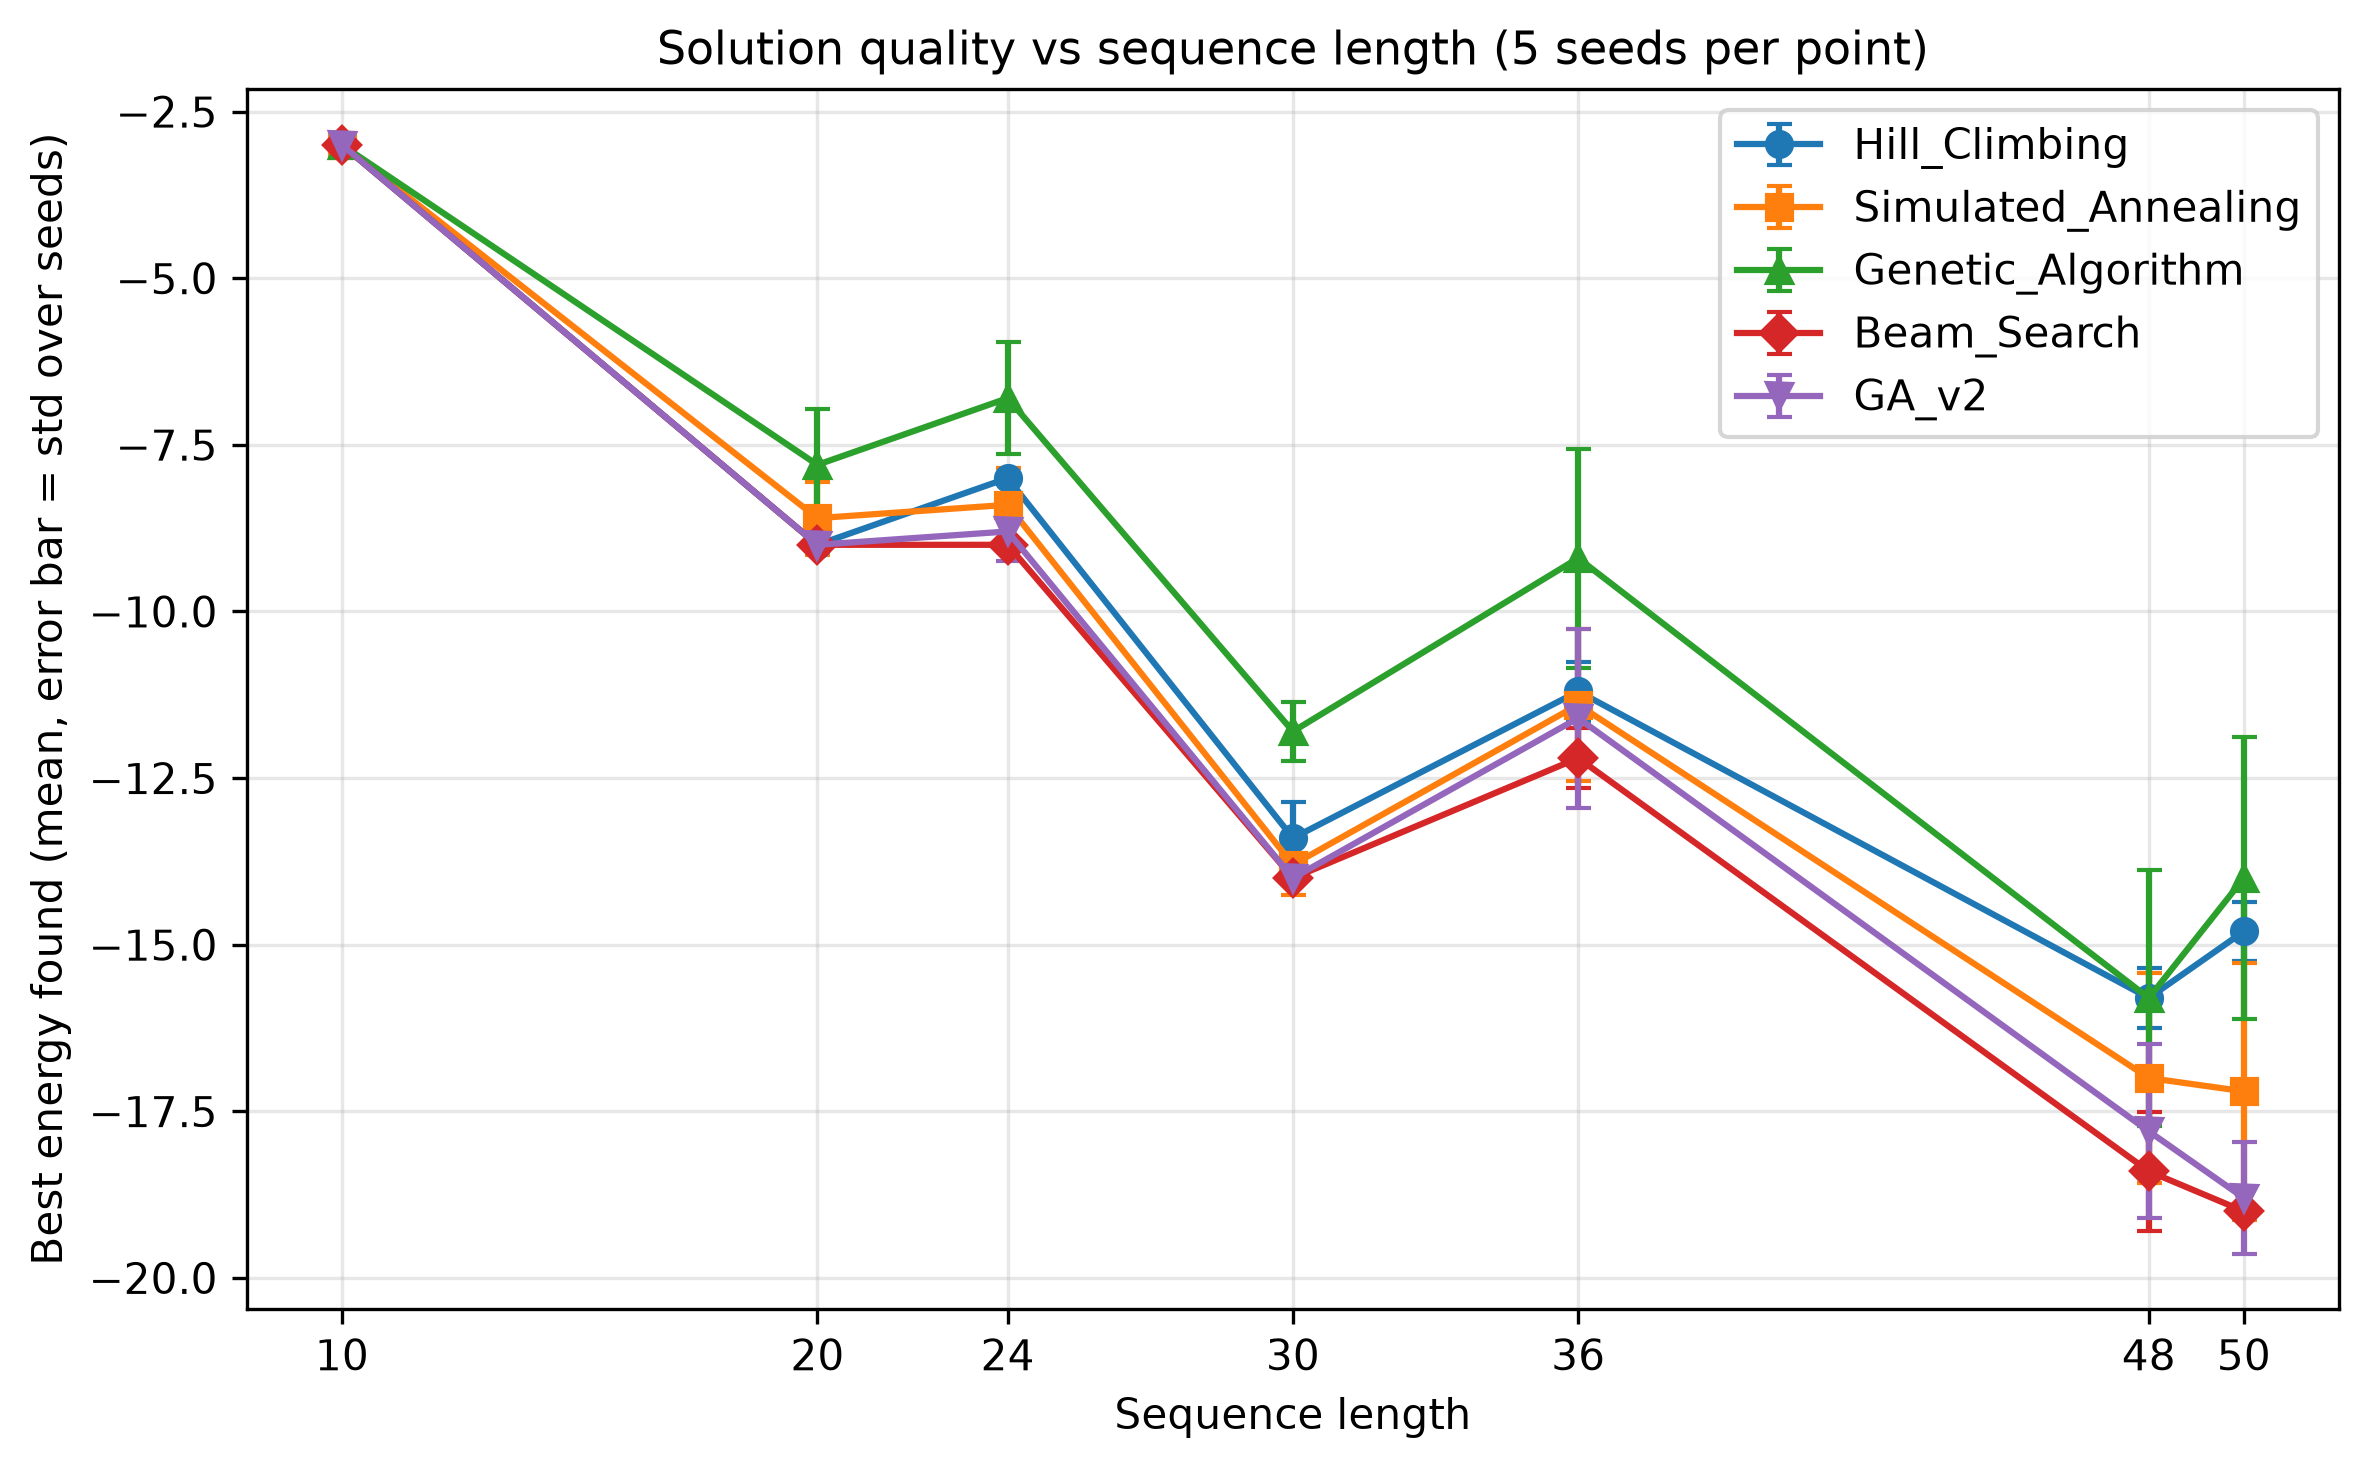 Solution quality vs sequence length (5 seeds per point)
Best energy found (mean, error bar = std over seeds)
−2.5
−5.0
−7.5
−10.0
−12.5
−15.0
−17.5
−20.0
Hill_Climbing
Simulated_Annealing
Genetic_Algorithm
Beam_Search
GA_v2
10 20 24 30 36 48 50
Sequence length